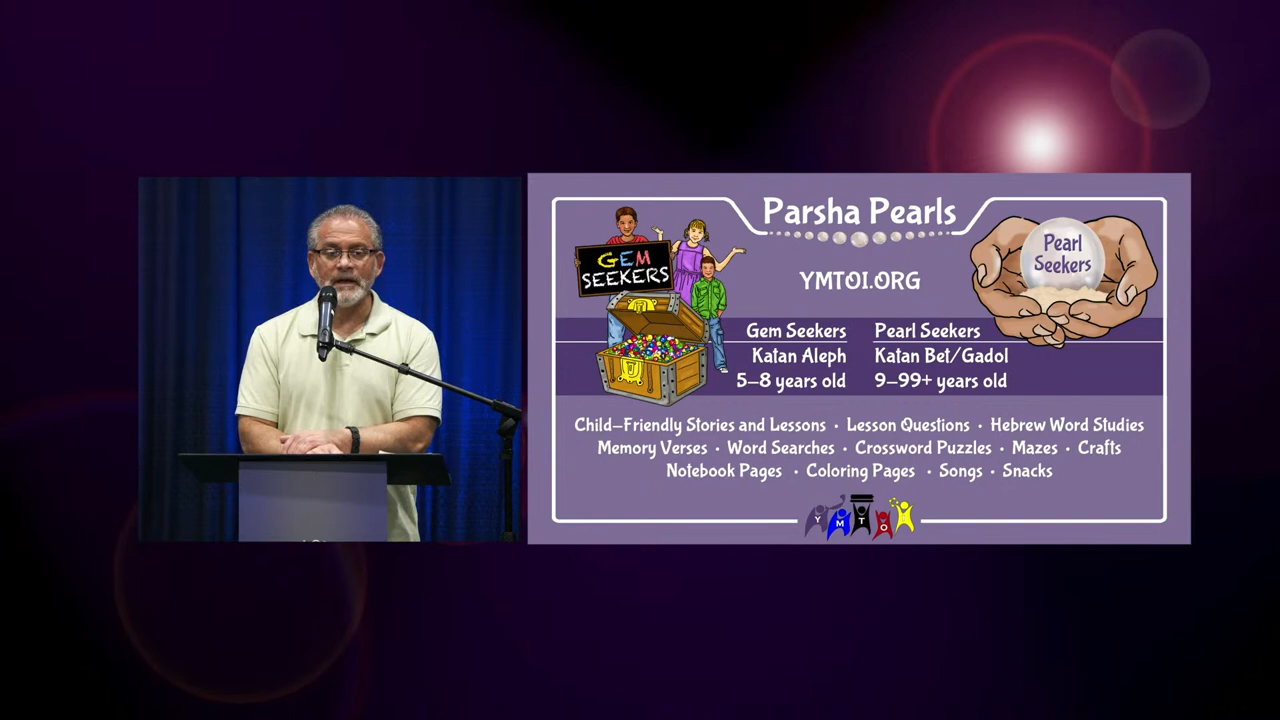 Parsha Pearls
GEM
SEEKERS
Pearl
Seekers
YMTOI.ORG
Gem Seekers
Katan Aleph
5–8 years old
Pearl Seekers
Katan Bet/Gadol
9–99+ years old
Child–Friendly Stories and Lessons · Lesson Questions · Hebrew Word Studies
Memory Verses · Word Searches · Crossword Puzzles · Mazes · Crafts
Notebook Pages · Coloring Pages · Songs · Snacks
Y M T O I